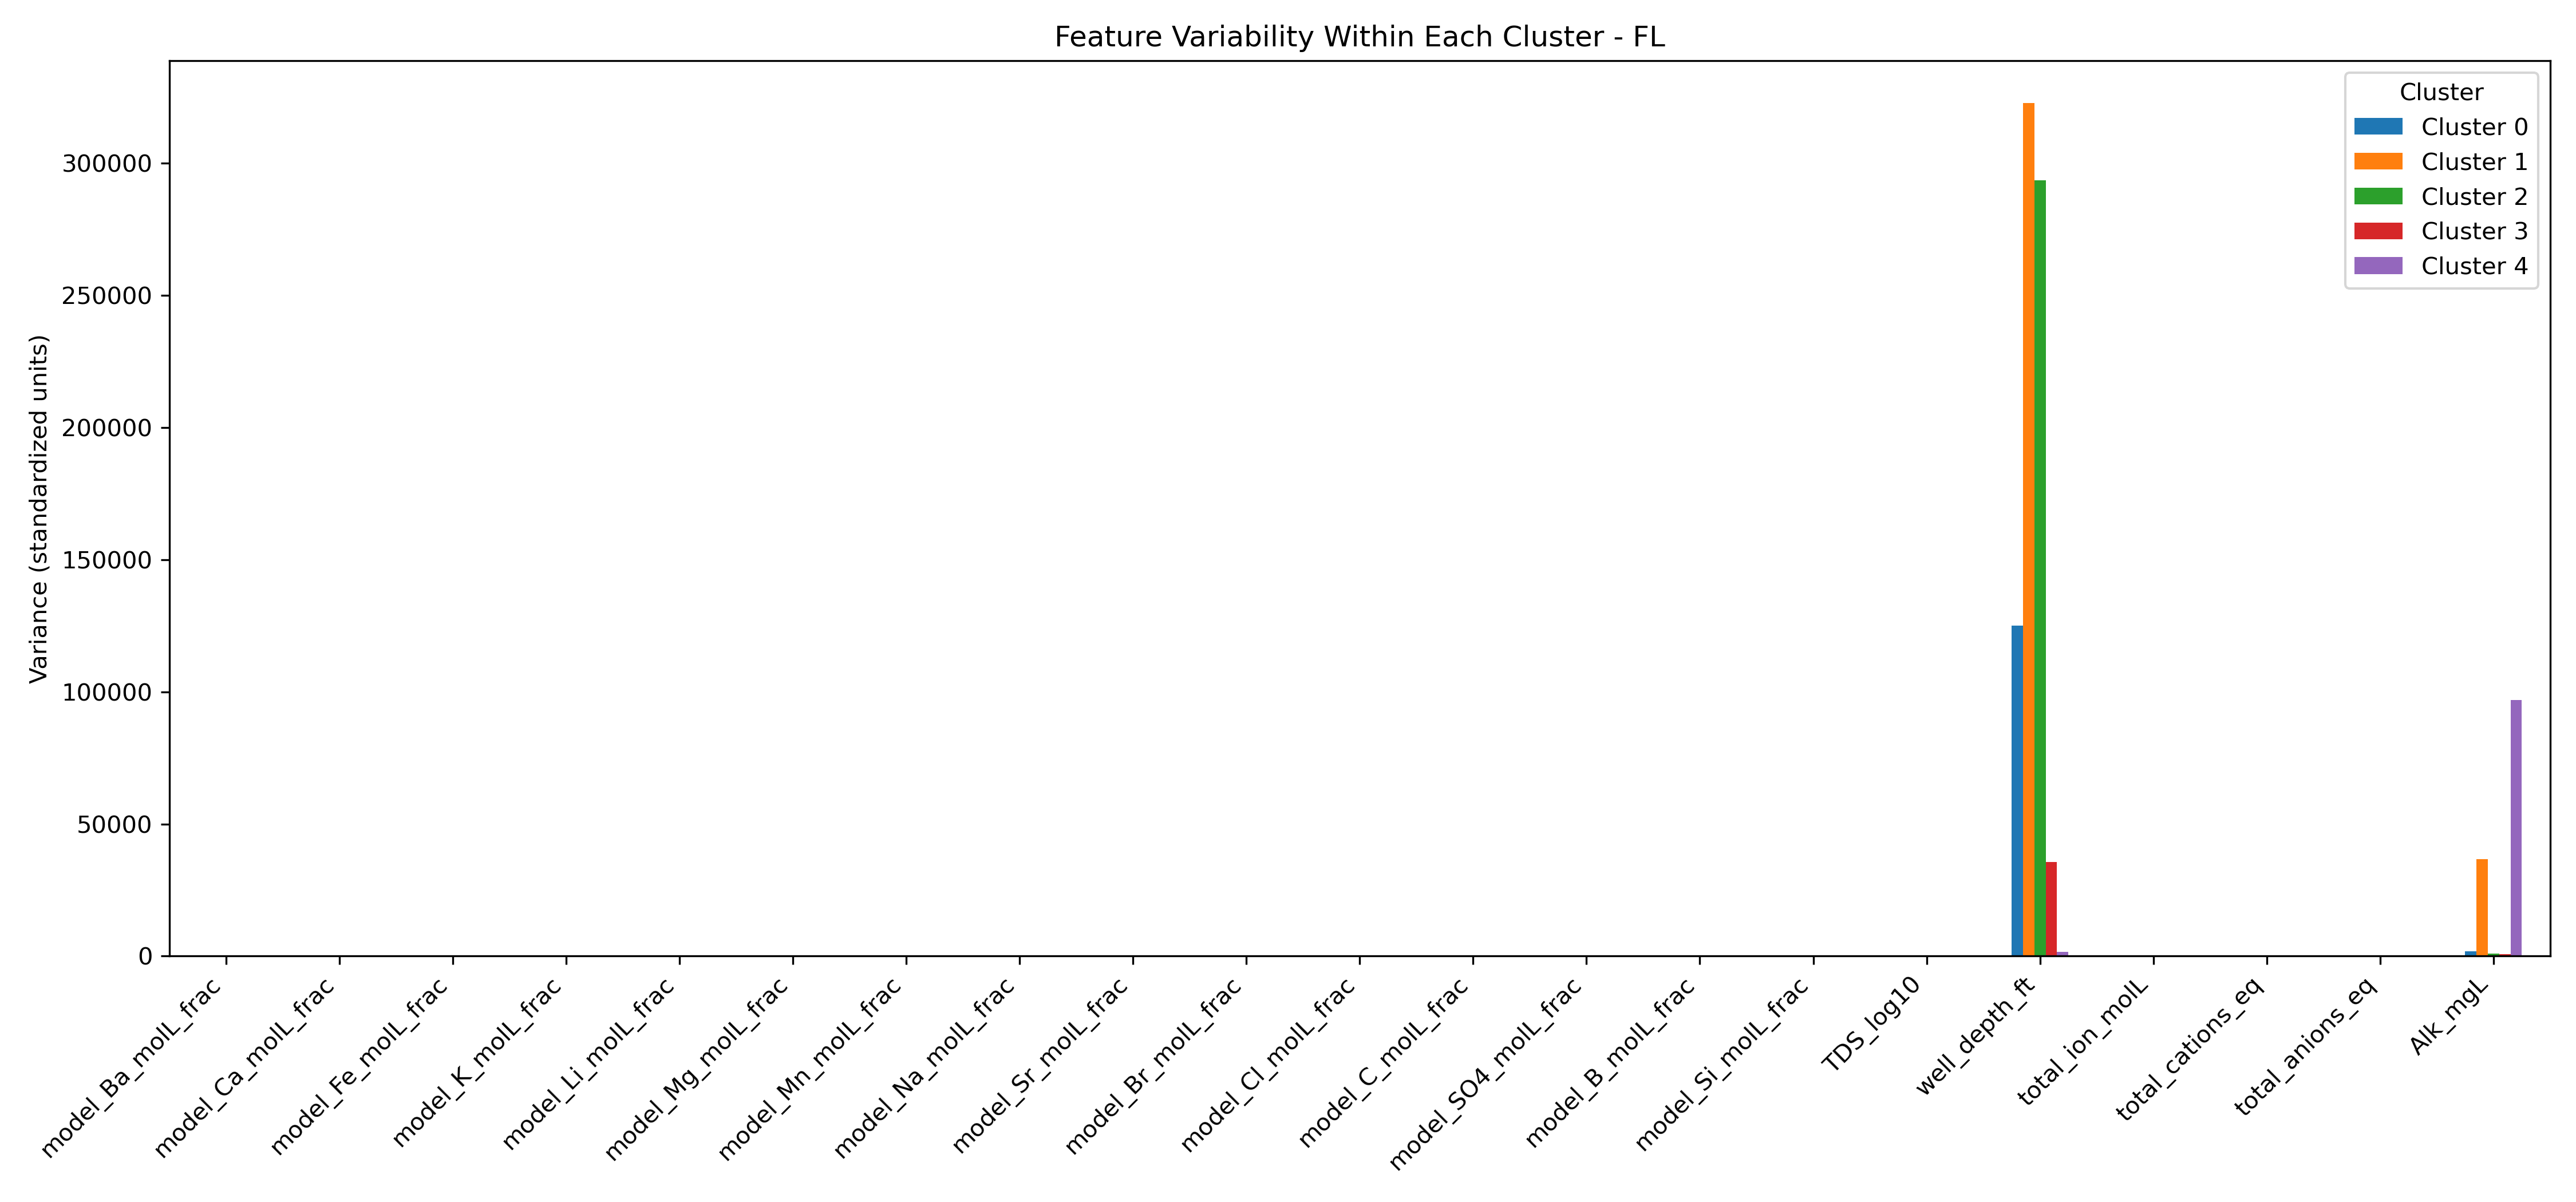 Feature Variability Within Each Cluster - FL
Variance (standardized units)
300000
250000
200000
150000
100000
50000
0
Cluster
Cluster 0
Cluster 1
Cluster 2
Cluster 3
Cluster 4
model_Ba_molL_frac
model_Ca_molL_frac
model_Fe_molL_frac
model_K_molL_frac
model_Li_molL_frac
model_Mg_molL_frac
model_Mn_molL_frac
model_Na_molL_frac
model_Sr_molL_frac
model_Br_molL_frac
model_Cl_molL_frac
model_C_molL_frac
model_SO4_molL_frac
model_B_molL_frac
model_Si_molL_frac
TDS_log10
well_depth_ft
total_ion_molL
total_cations_eq
total_anions_eq
Alk_mgL